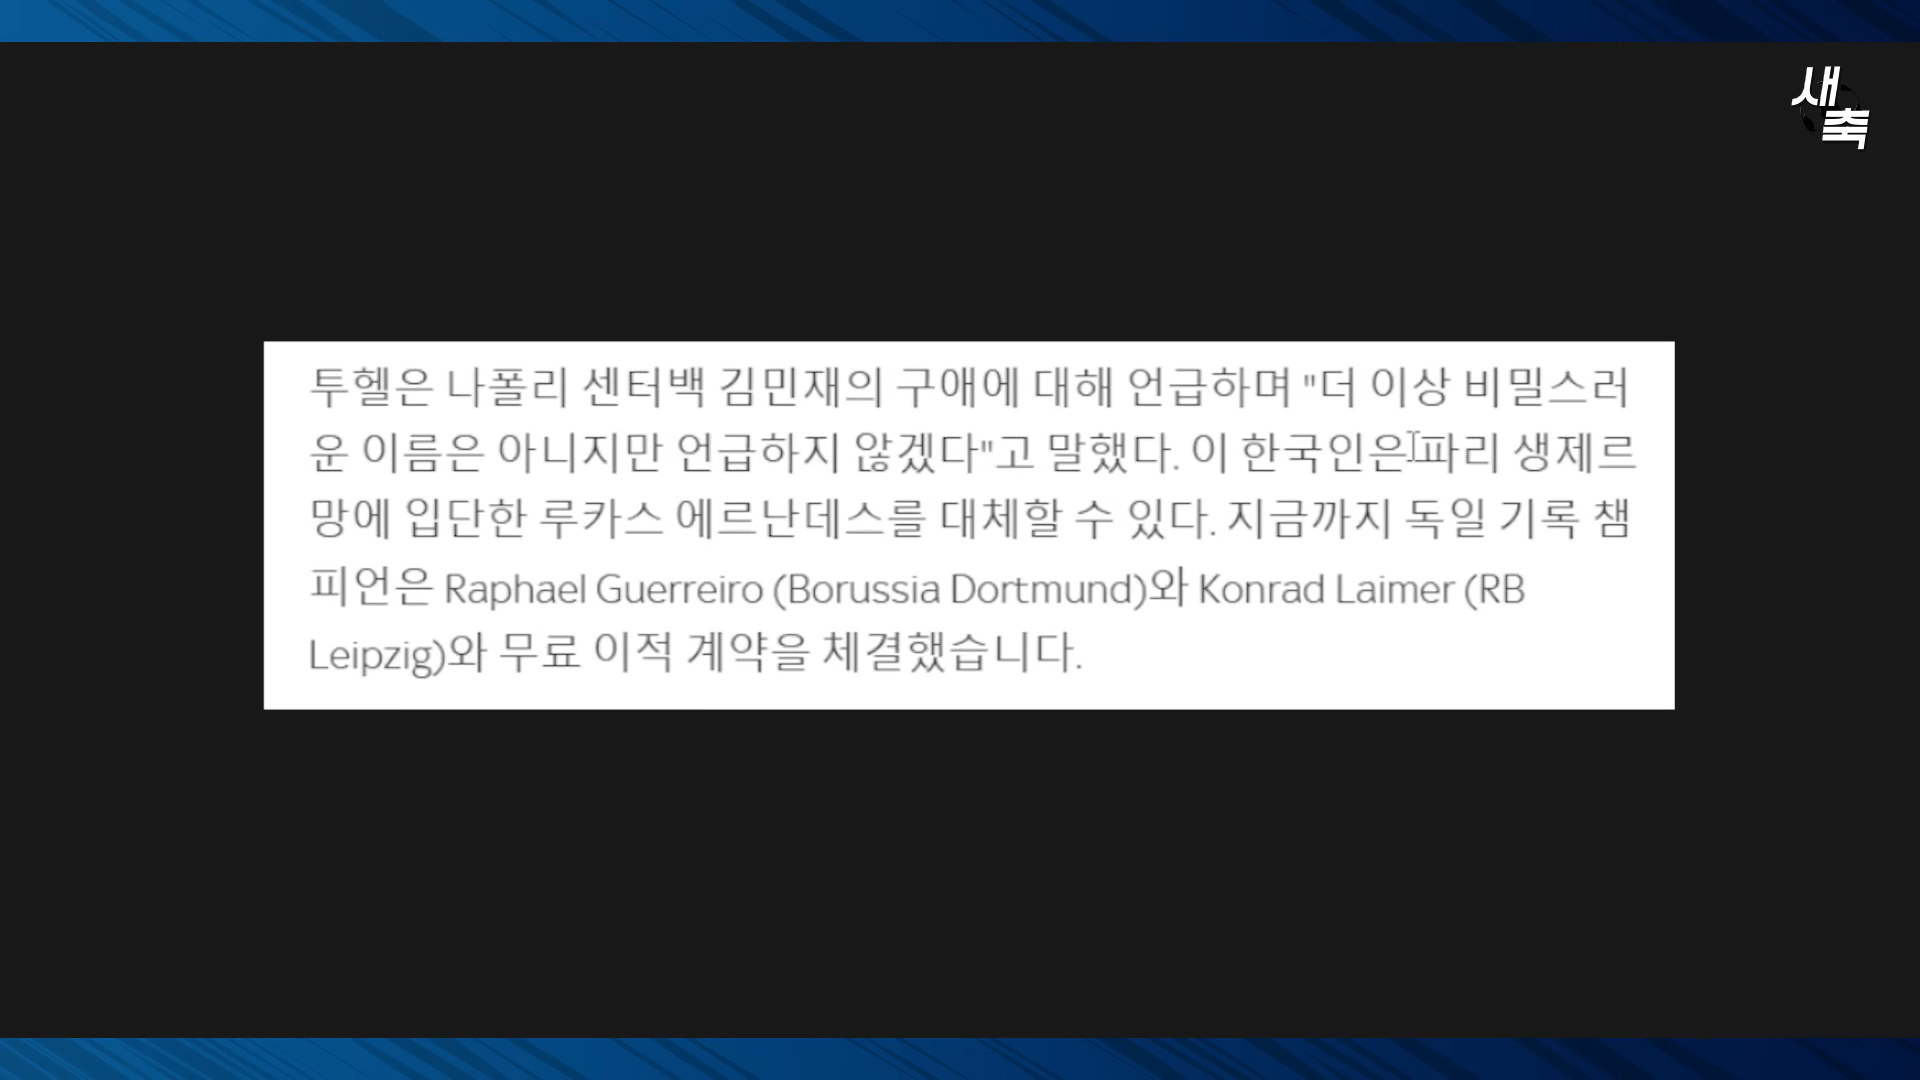 새
축
투헬은 나폴리 센터백 김민재의 구애에 대해 언급하며 "더 이상 비밀스러
운 이름은 아니지만 언급하지 않겠다"고 말했다. 이 한국인은 파리 생제르
망에 입단한 루카스 에르난데스를 대체할 수 있다. 지금까지 독일 기록 챔
피언은 Raphael Guerreiro (Borussia Dortmund)와 Konrad Laimer (RB
Leipzig)와 무료 이적 계약을 체결했습니다.